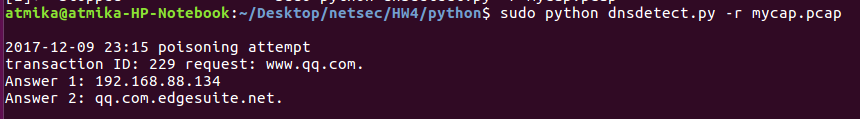 atmika@atmika-HP-Notebook:~/Desktop/netsec/HW4/python$ sudo python dnsdetect.py -r mycap.pcap
2017-12-09 23:15 poisoning attempt
transaction ID: 229 request: www.qq.com.
Answer 1: 192.168.88.134
Answer 2: qq.com.edgesuite.net.